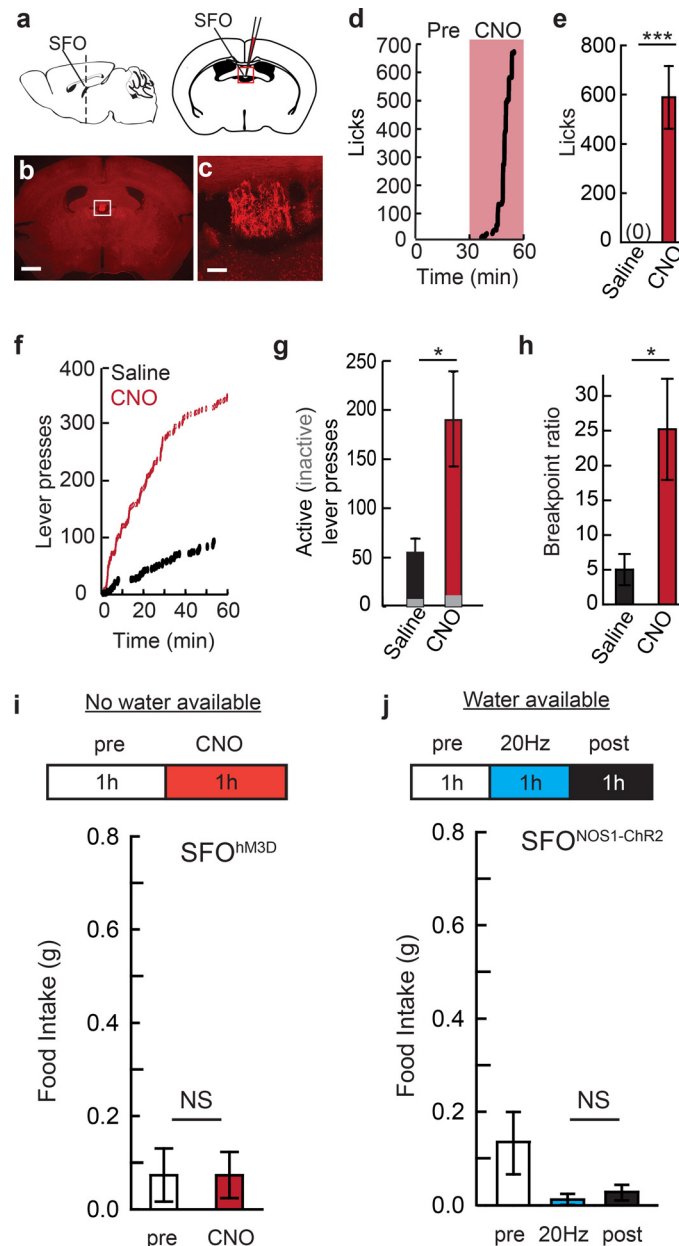 a
SFO
SFO
b
c
d
Pre CNO
Licks
700
600
500
400
300
200
100
0
0 30 60
Time (min)
e
***
Licks
800
600
400
200
0
(0)
Saline
CNO
f
Saline
CNO
Lever presses
400
300
200
100
0
0 20 40 60
Time (min)
g
*
Active (inactive)
lever presses
250
200
150
100
50
0
Saline
CNO
h
*
Breakpoint ratio
30
25
20
15
10
5
0
Saline
CNO
i
No water available
pre CNO
1h 1h
SFOhM3D
Food Intake (g)
0.8
0.6
0.4
0.2
0.0
NS
pre CNO
j
Water available
pre 20Hz post
1h 1h 1h
SFONOS1-ChR2
Food Intake (g)
0.8
0.6
0.4
0.2
0.0
NS
pre 20Hz post